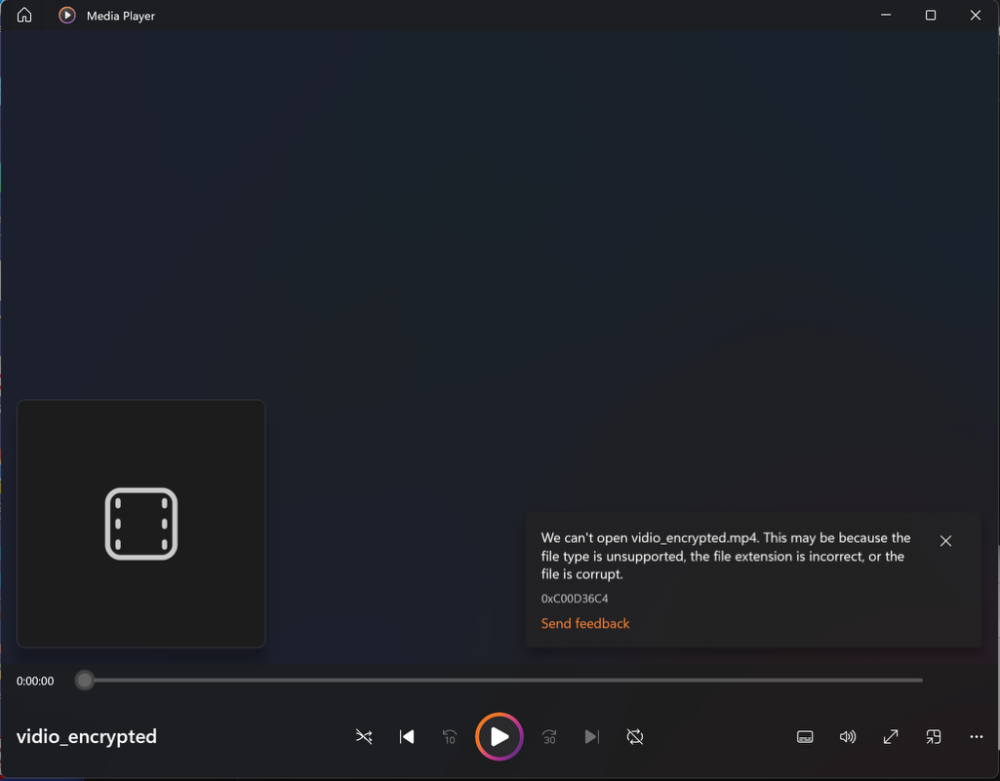 Media Player
We can't open vidio_encrypted.mp4. This may be because the
file type is unsupported, the file extension is incorrect, or the
file is corrupt.
0xC00D36C4
Send feedback
0:00:00
vidio_encrypted
10
30